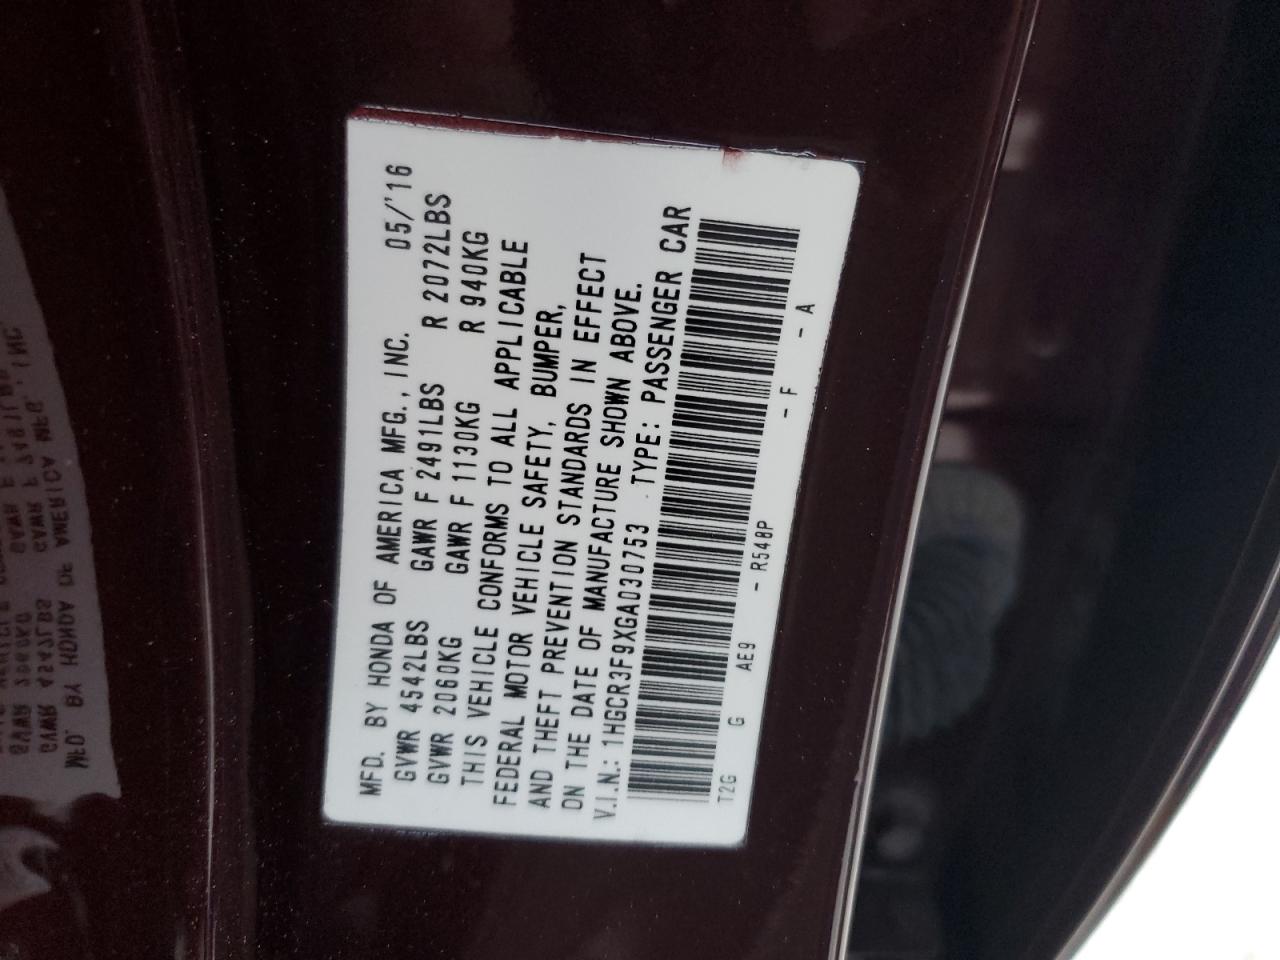 MFD. BY HONDA OF AMERICA MFG., INC. 05/'16
GVWR 4542LBS GAWR F 2491LBS R 2072LBS
GVWR 2060KG GAWR F 1130KG R 940KG
THIS VEHICLE CONFORMS TO ALL APPLICABLE
FEDERAL MOTOR VEHICLE SAFETY, BUMPER,
AND THEFT PREVENTION STANDARDS IN EFFECT
ON THE DATE OF MANUFACTURE SHOWN ABOVE.
V.I.N.: 1HGCR3F9XGA030753 TYPE: PASSENGER CAR
T2G G AE9 - R548P - F - A